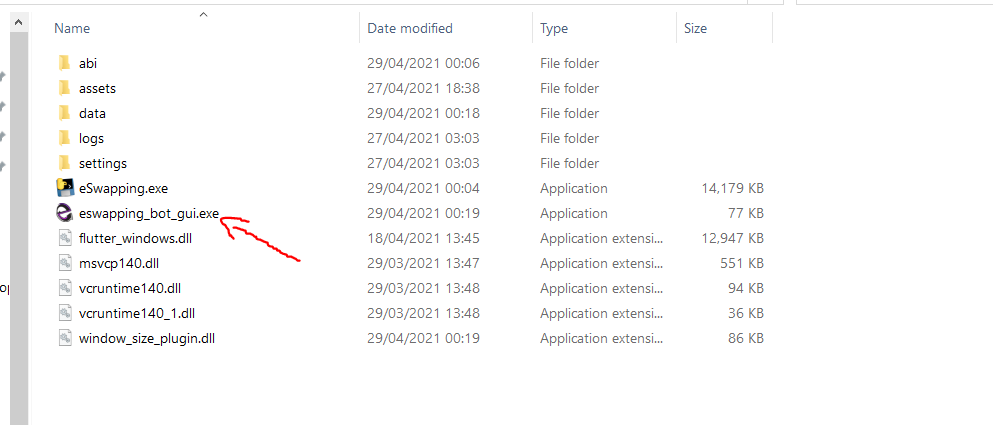 Name Date modified Type Size
abi 29/04/2021 00:06 File folder
assets 27/04/2021 18:38 File folder
data 29/04/2021 00:18 File folder
logs 27/04/2021 03:03 File folder
settings 27/04/2021 03:03 File folder
eSwapping.exe 29/04/2021 00:04 Application 14,179 KB
eswapping_bot_gui.exe 29/04/2021 00:19 Application 77 KB
flutter_windows.dll 18/04/2021 13:45 Application extensi... 12,947 KB
msvcp140.dll 29/03/2021 13:47 Application extensi... 551 KB
vcruntime140.dll 29/03/2021 13:48 Application extensi... 94 KB
vcruntime140_1.dll 29/03/2021 13:48 Application extensi... 36 KB
window_size_plugin.dll 29/04/2021 00:19 Application extensi... 86 KB